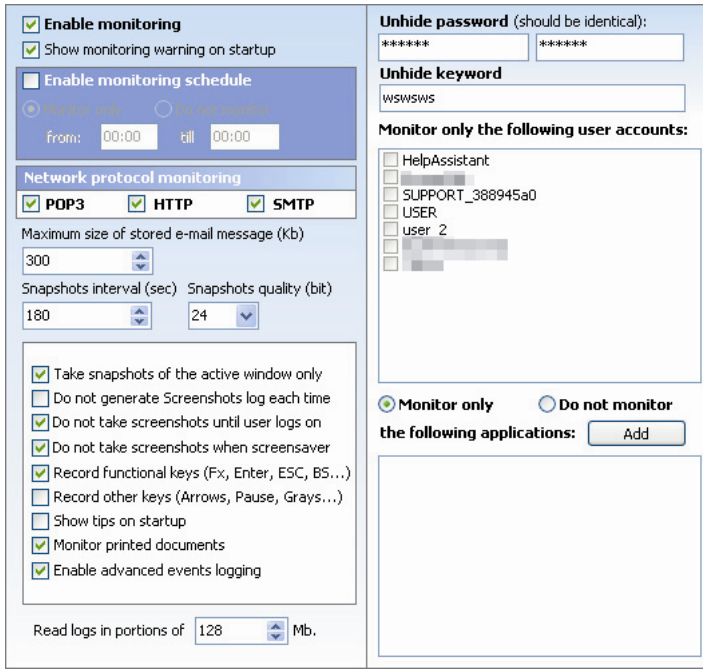 Enable monitoring
Show monitoring warning on startup
Enable monitoring schedule
Monitor only Do not monitor
from: 00:00 till 00:00
Network protocol monitoring
POP3 HTTP SMTP
Maximum size of stored e-mail message (Kb)
300
Snapshots interval (sec) Snapshots quality (bit)
180 24
Take snapshots of the active window only
Do not generate Screenshots log each time
Do not take screenshots until user logs on
Do not take screenshots when screensaver
Record functional keys (Fx, Enter, ESC, BS...)
Record other keys (Arrows, Pause, Grays...)
Show tips on startup
Monitor printed documents
Enable advanced events logging
Read logs in portions of 128 Mb.
Unhide password (should be identical):
****** ******
Unhide keyword
wswsws
Monitor only the following user accounts:
HelpAssistant
SUPPORT_388945a0
USER
user_2
Monitor only Do not monitor
the following applications: Add